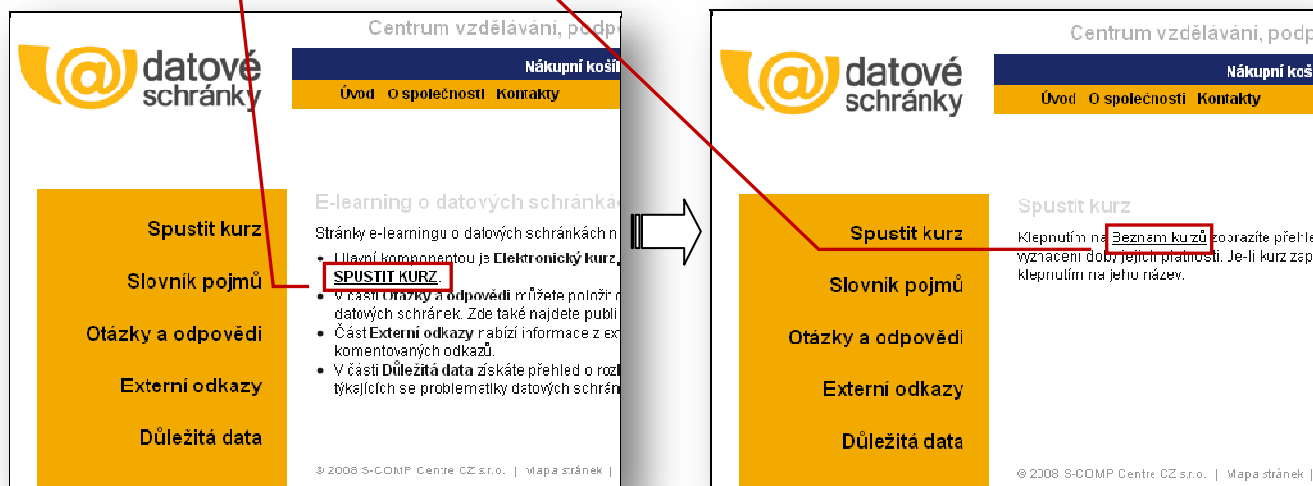 Centrum vzdělávání, podp
datové
schránky
Nákupní koší
Úvod O společnosti Kontakty
Spustit kurz
Slovník pojmů
Otázky a odpovědi
Externí odkazy
Důležitá data
E-learning o datových schránká
Stránky e-learningu o datových schránkách n
Hlavní komponentou je Elektronický kurz,
SPUSTIT KURZ.
V části Otázky a odpovědi můžete položit
datových schránek. Zde také najdete publi
Část Externí odkazy nabízí informace z ex
komentovaných odkazů.
V části Důležitá data získáte přehled o rozl
týkajících se problematiky datových schrán
© 2008 S-COMP Centre CZ s.r.o. | Mapa stránek |
Centrum vzdělávání, podp
datové
schránky
Nákupní koš
Úvod O společnosti Kontakty
Spustit kurz
Slovník pojmů
Otázky a odpovědi
Externí odkazy
Důležitá data
Spustit kurz
Klepnutím na Seznam kurzů zobrazíte přehle
vyznačení doby jejich platnosti. Je-li kurz zap
klepnutím na jeho název.
© 2008 S-COMP Centre CZ s.r.o. | Mapa stránek |